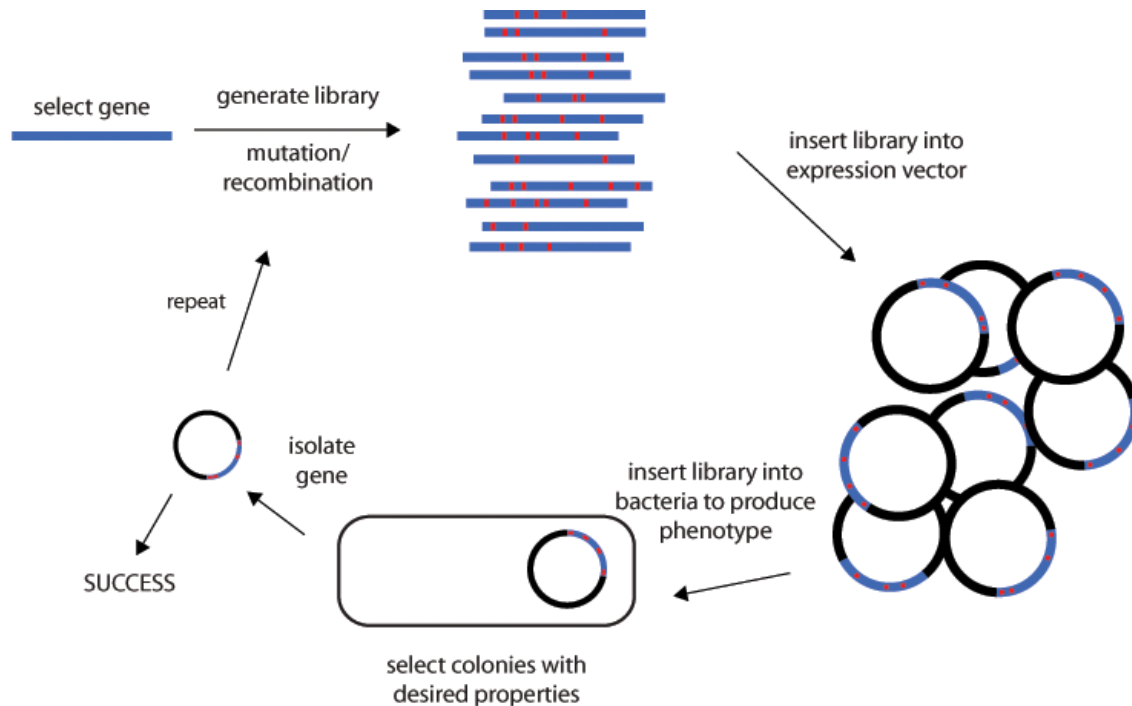 select gene
generate library
mutation/
recombination
insert library into
expression vector
repeat
isolate
gene
insert library into
bacteria to produce
phenotype
SUCCESS
select colonies with
desired properties